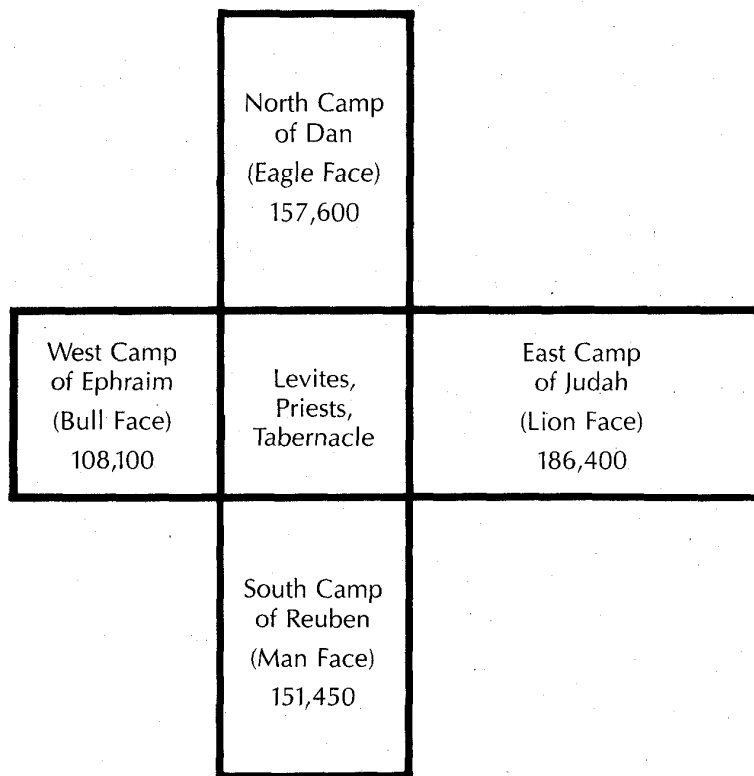 North Camp
of Dan
(Eagle Face)
157,600
West Camp
of Ephraim
(Bull Face)
108,100
Levites,
Priests,
Tabernacle
East Camp
of Judah
(Lion Face)
186,400
South Camp
of Reuben
(Man Face)
151,450